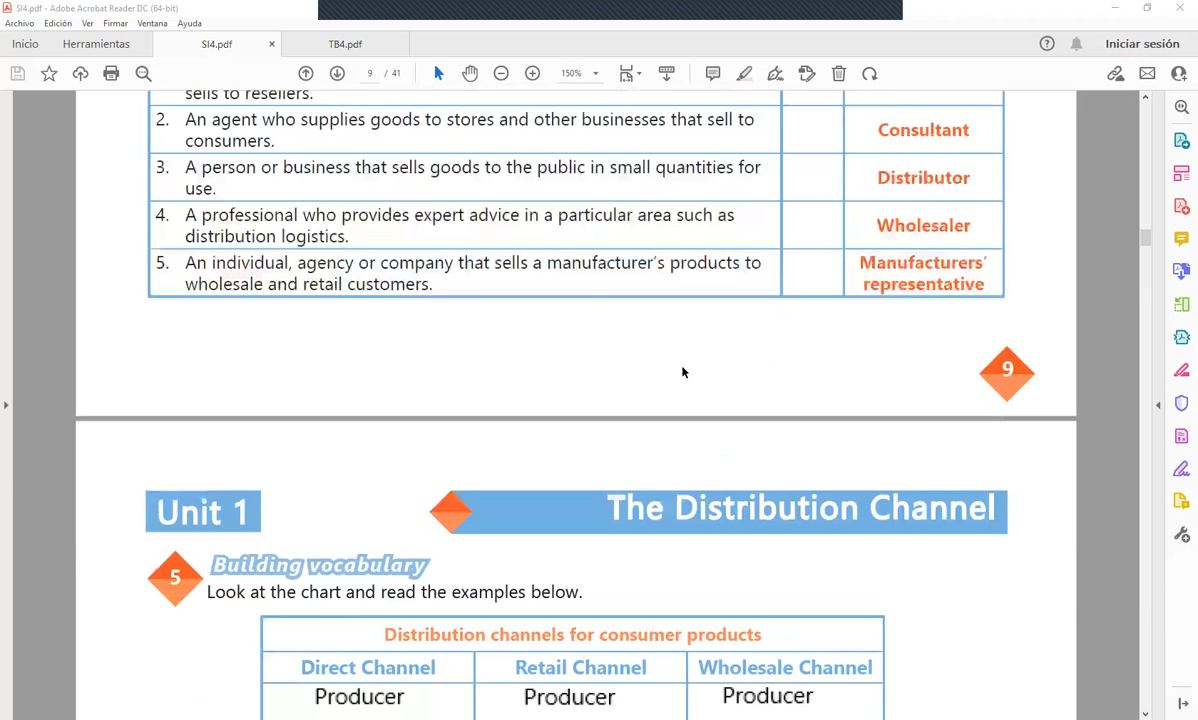 SI4.pdf - Adobe Acrobat Reader DC (64-bit)
Archivo Edición Ver Firmar Ventana Ayuda
Inicio Herramientas SI4.pdf × TB4.pdf Iniciar sesión
9 / 41 150%
sells to resellers.
2. An agent who supplies goods to stores and other businesses that sell to
consumers.
Consultant
3. A person or business that sells goods to the public in small quantities for
use.
Distributor
4. A professional who provides expert advice in a particular area such as
distribution logistics.
Wholesaler
5. An individual, agency or company that sells a manufacturer's products to
wholesale and retail customers.
Manufacturers'
representative
9
Unit 1
The Distribution Channel
5 Building vocabulary
Look at the chart and read the examples below.
Distribution channels for consumer products
Direct Channel Retail Channel Wholesale Channel
Producer Producer Producer